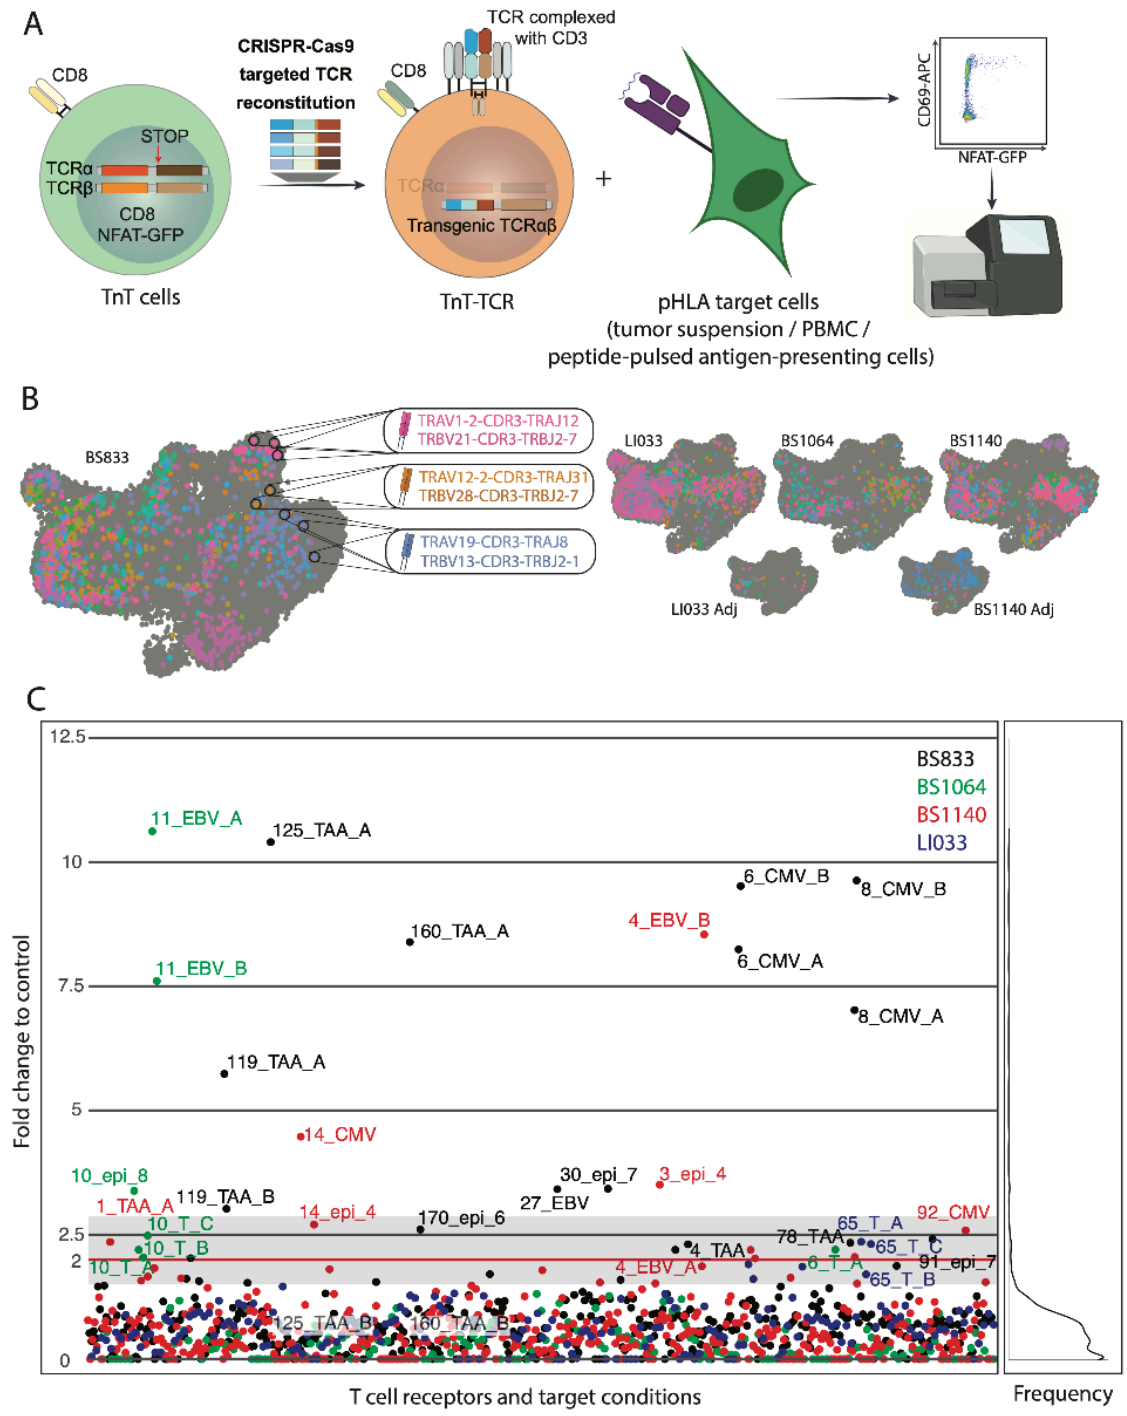 A
CD8
CRISPR-Cas9
targeted TCR
reconstitution
TCR complexed
with CD3
CD8
STOP
TCRα
TCRβ
CD8
NFAT-GFP
TnT cells
TCRα
Transgenic TCRαβ
TnT-TCR
+
pHLA target cells
(tumor suspension / PBMC /
peptide-pulsed antigen-presenting cells)
CD69-APC
NFAT-GFP
B
BS833
TRAV1-2-CDR3-TRAJ12
TRBV21-CDR3-TRBJ2-7
TRAV12-2-CDR3-TRAJ31
TRBV28-CDR3-TRBJ2-7
TRAV19-CDR3-TRAJ8
TRBV13-CDR3-TRBJ2-1
LI033
BS1064
BS1140
LI033 Adj
BS1140 Adj
C
Fold change to control
12.5
10
7.5
5
2.5
2
0
BS833
BS1064
BS1140
LI033
11_EBV_A
125_TAA_A
6_CMV_B
8_CMV_B
4_EBV_B
160_TAA_A
6_CMV_A
11_EBV_B
8_CMV_A
119_TAA_A
14_CMV
10_epi_8
30_epi_7
3_epi_4
1_TAA_A
119_TAA_B
27_EBV
14_epi_4
170_epi_6
92_CMV
10_T_C
65_T_A
78_TAA
10_T_B
4_TAA
65_T_C
10_T_A
4_EBV_A
6_T_A
91_epi_7
65_T_B
125_TAA_B
160_TAA_B
T cell receptors and target conditions
Frequency